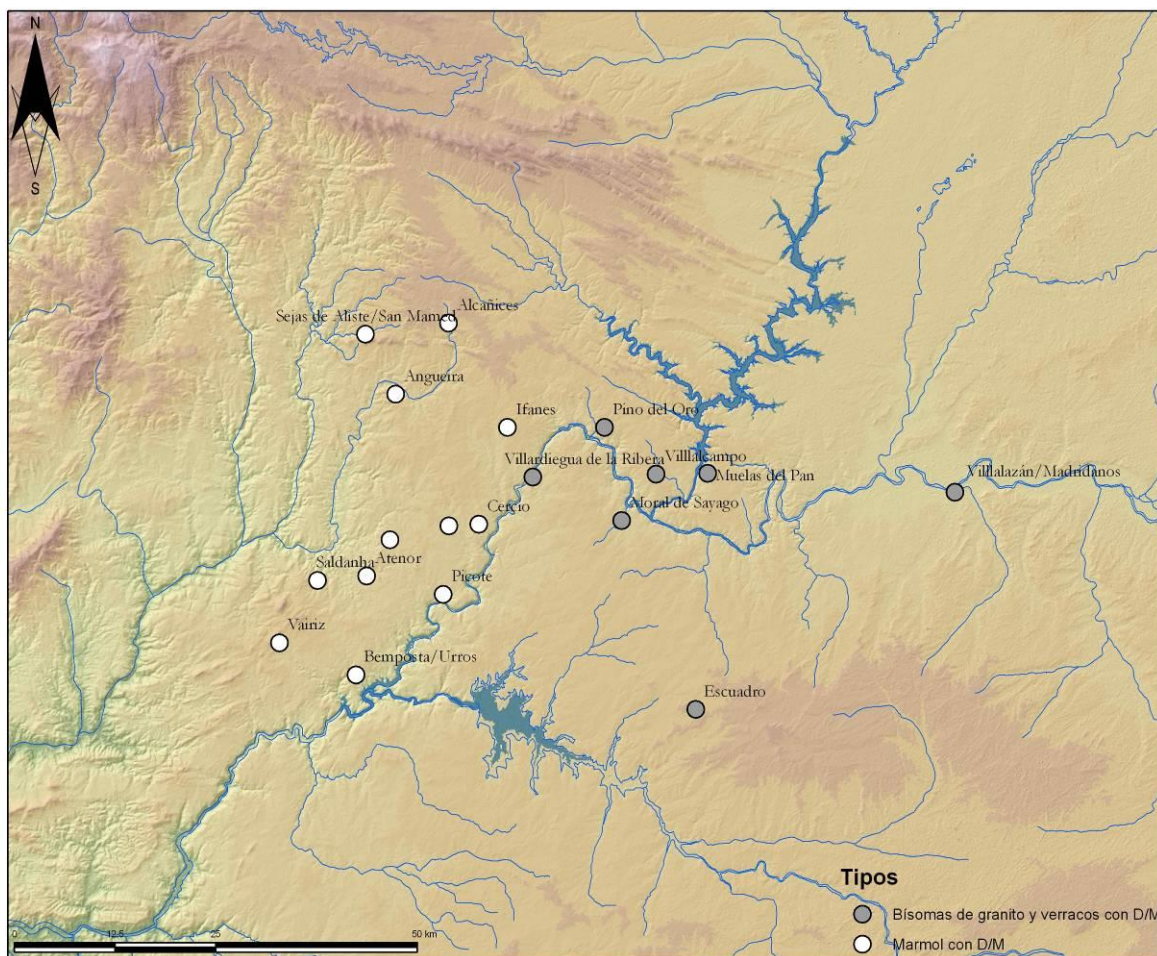 N
S
Alcañices
Sejas de Aliste/San Mamed
Angueira
Ifanes
Pino del Oro
Villardiegua de la Ribera
Villlalcampo
Muelas del Pan
Villlalazán/Madridanos
Moral de Sayago
Cercio
Atenor
Saldanha
Picote
Vairiz
Bemposta/Urros
Escuadro
Tipos
Bísomas de granito y verracos con D/M
Marmol con D/M
0 12,5 25 50 km